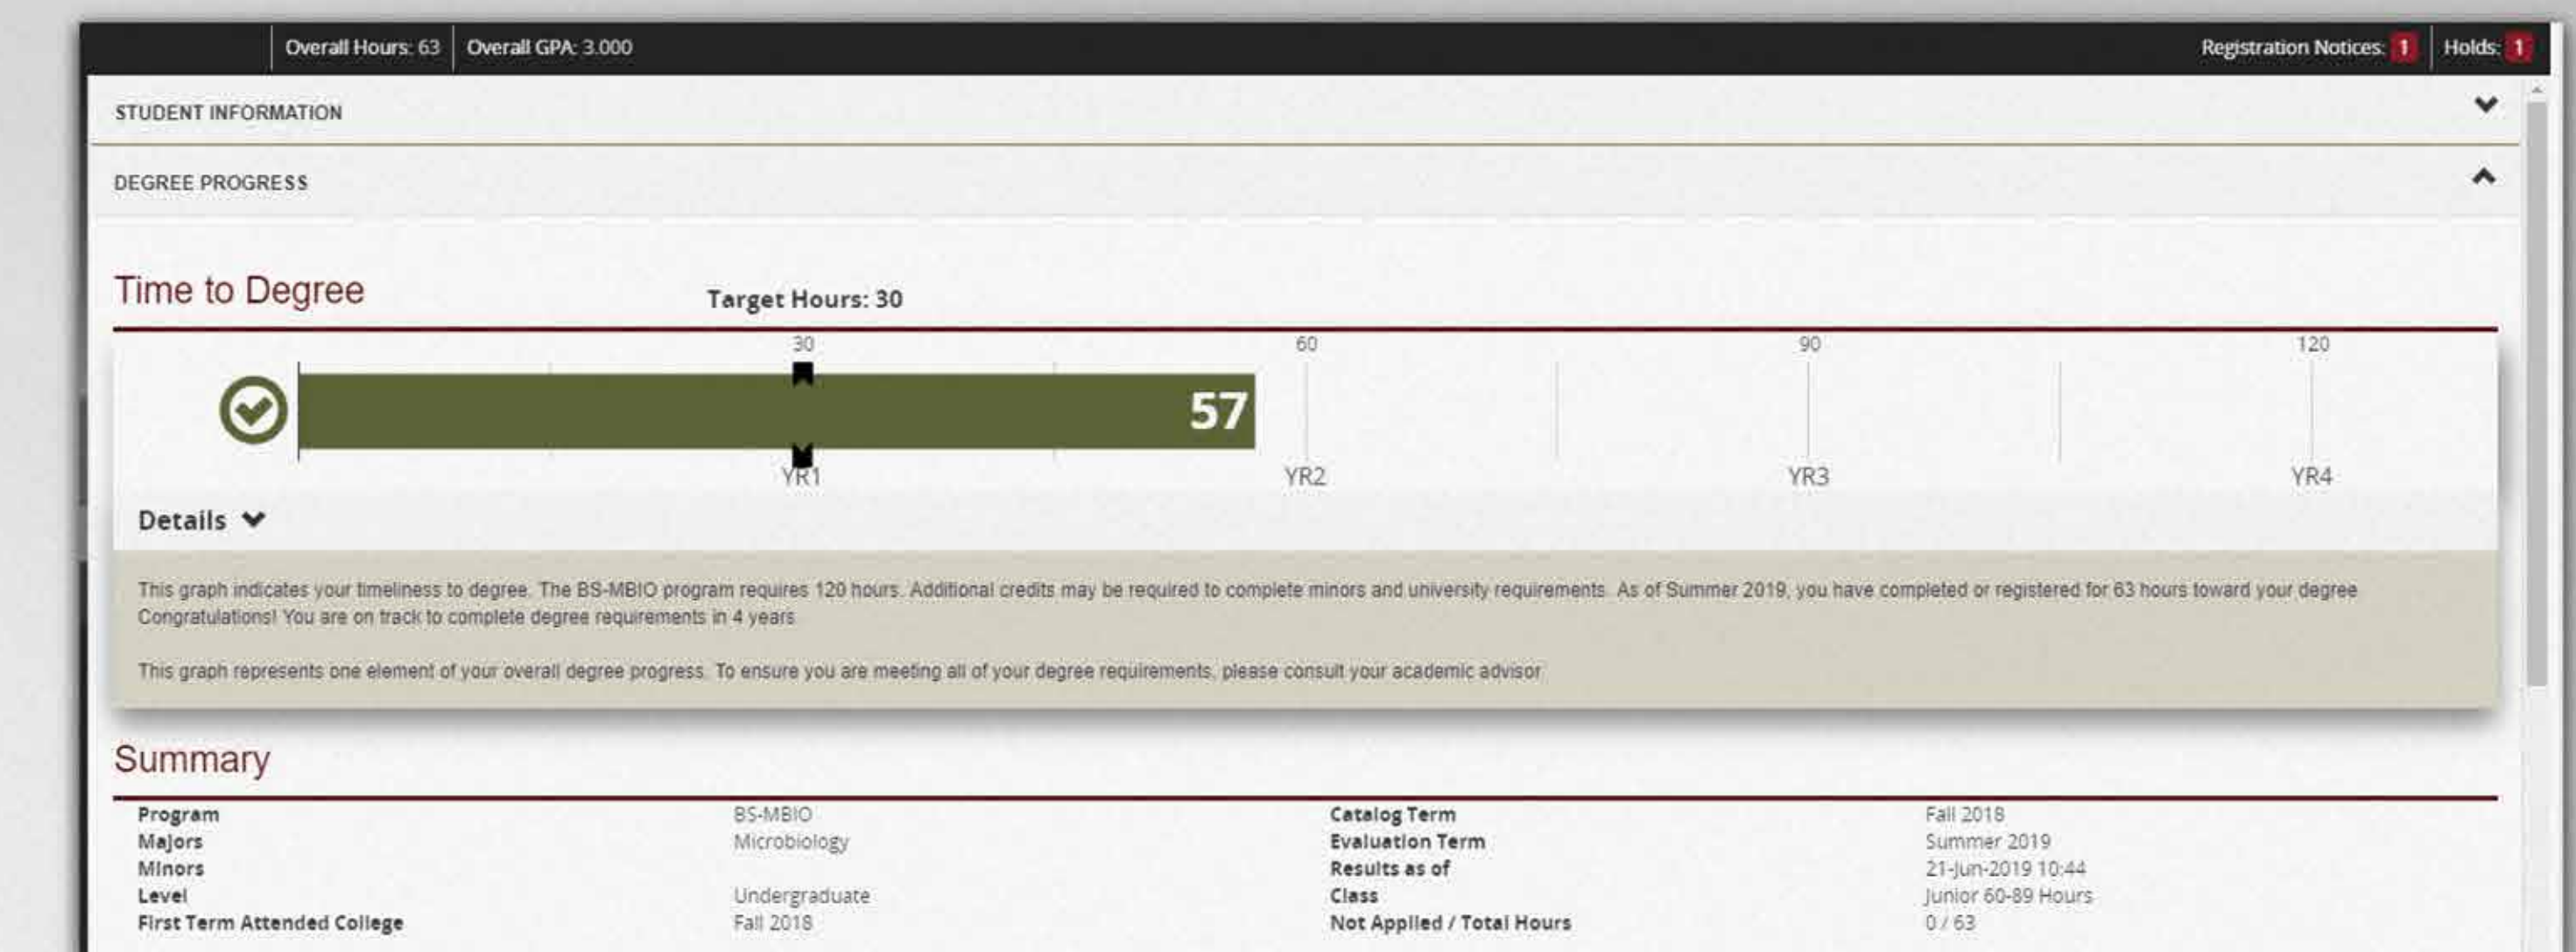 Overall Hours: 63 Overall GPA: 3.000 Registration Notices: 1 Holds: 1
STUDENT INFORMATION
DEGREE PROGRESS
Time to Degree Target Hours: 30
30 60 90 120
57
YR1 YR2 YR3 YR4
Details
This graph indicates your timeliness to degree. The BS-MBIO program requires 120 hours. Additional credits may be required to complete minors and university requirements. As of Summer 2019, you have completed or registered for 63 hours toward your degree
Congratulations! You are on track to complete degree requirements in 4 years
This graph represents one element of your overall degree progress. To ensure you are meeting all of your degree requirements, please consult your academic advisor
Summary
Program BS-MBIO Catalog Term Fall 2018
Majors Microbiology Evaluation Term Summer 2019
Minors Results as of 21-Jun-2019 10:44
Level Undergraduate Class Junior 60-89 Hours
First Term Attended College Fall 2018 Not Applied / Total Hours 0 / 63